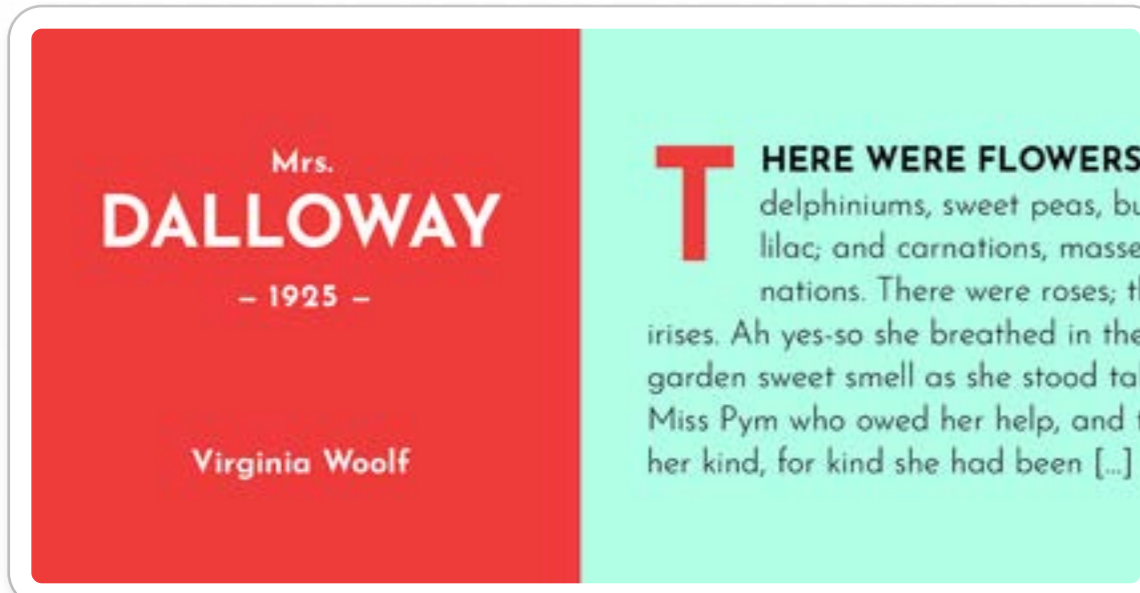 Mrs.
DALLOWAY
– 1925 –
Virginia Woolf
THERE WERE FLOWERS
delphiniums, sweet peas,
lilac; and carnations,
nations. There were roses;
irises. Ah yes-so she breathed in the
garden sweet smell as she stood
Miss Pym who owed her help, and
her kind, for kind she had been [...]